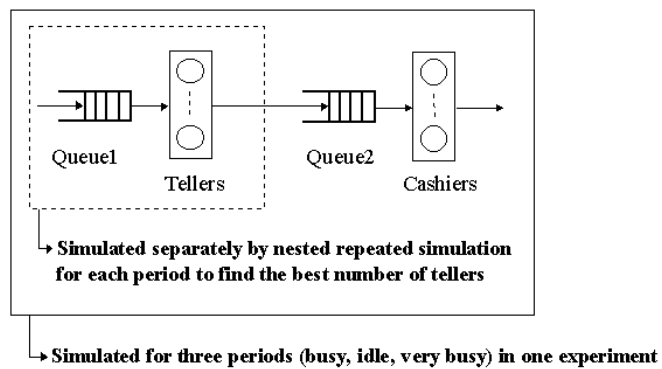 Queue1
Tellers
Queue2
Cashiers
Simulated separately by nested repeated simulation
for each period to find the best number of tellers
Simulated for three periods (busy, idle, very busy) in one experiment